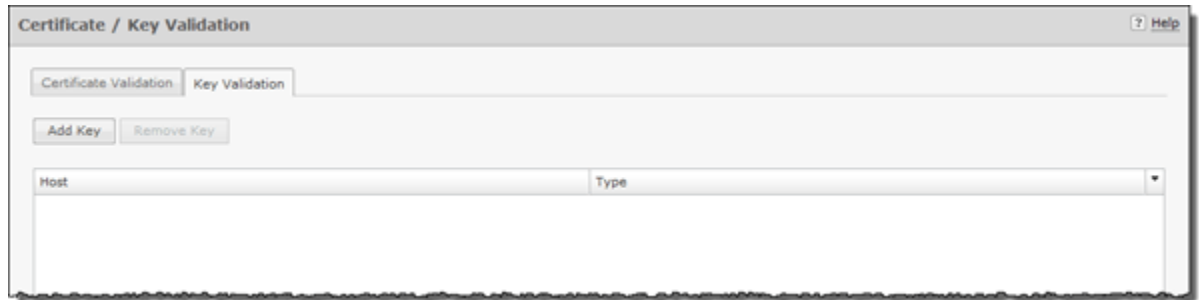 Certificate / Key Validation
? Help
Certificate Validation Key Validation
Add Key Remove Key
Host Type